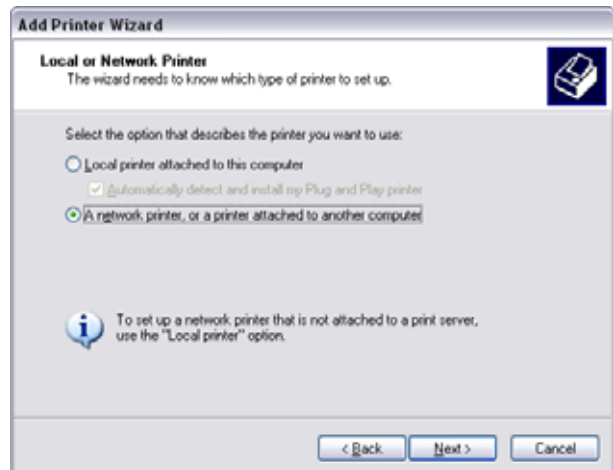 Add Printer Wizard
Local or Network Printer
The wizard needs to know which type of printer to set up.
Select the option that describes the printer you want to use:
Local printer attached to this computer
Automatically detect and install my Plug and Play printer
A network printer, or a printer attached to another computer
To set up a network printer that is not attached to a print server,
use the "Local printer" option.
< Back Next > Cancel